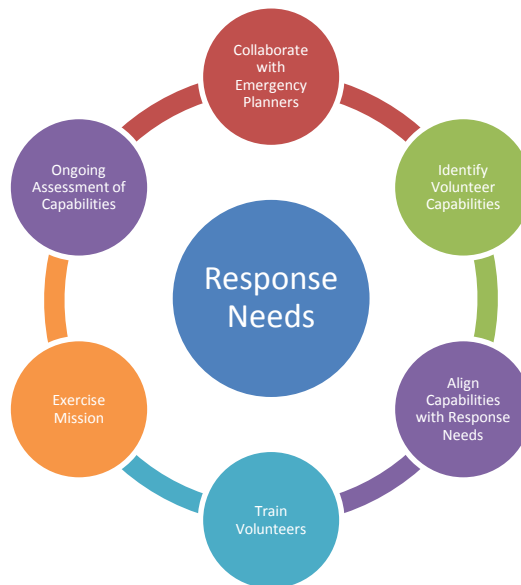 Collaborate
with
Emergency
Planners
Identify
Volunteer
Capabilities
Align
Capabilities
with Response
Needs
Train
Volunteers
Exercise
Mission
Ongoing
Assessment of
Capabilities
Response
Needs